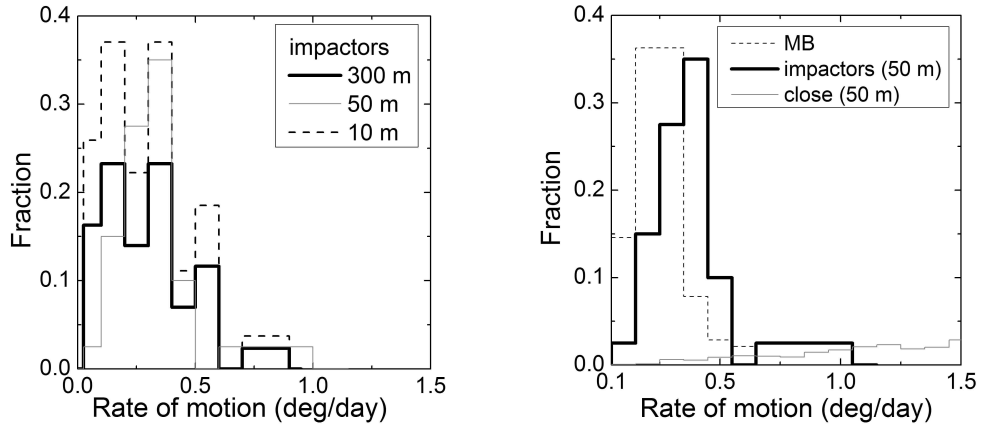 0.4
0.3
0.2
0.1
0.0
Fraction
0.0 0.5 1.0 1.5
Rate of motion (deg/day)
impactors
300 m
50 m
10 m
0.4
0.3
0.2
0.1
0.0
Fraction
0.1 0.5 1.0 1.5
Rate of motion (deg/day)
MB
impactors (50 m)
close (50 m)